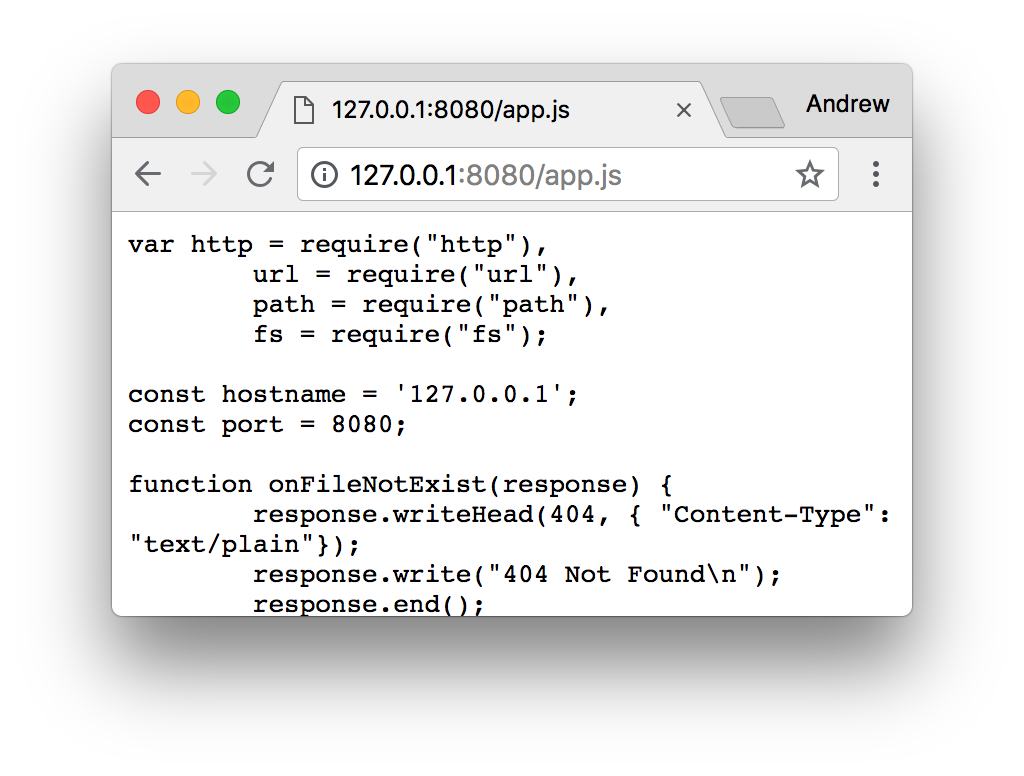 127.0.0.1:8080/app.js
Andrew
127.0.0.1:8080/app.js
var http = require("http"),
        url = require("url"),
        path = require("path"),
        fs = require("fs");

const hostname = '127.0.0.1';
const port = 8080;

function onFileNotExist(response) {
        response.writeHead(404, { "Content-Type":
"text/plain"});
        response.write("404 Not Found\n");
        response.end();